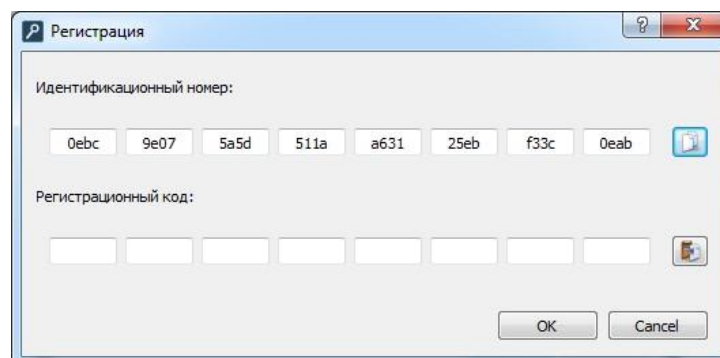 Регистрация
Идентификационный номер:
0ebc 9e07 5a5d 511a a631 25eb f33c 0eab
Регистрационный код:
OK Cancel